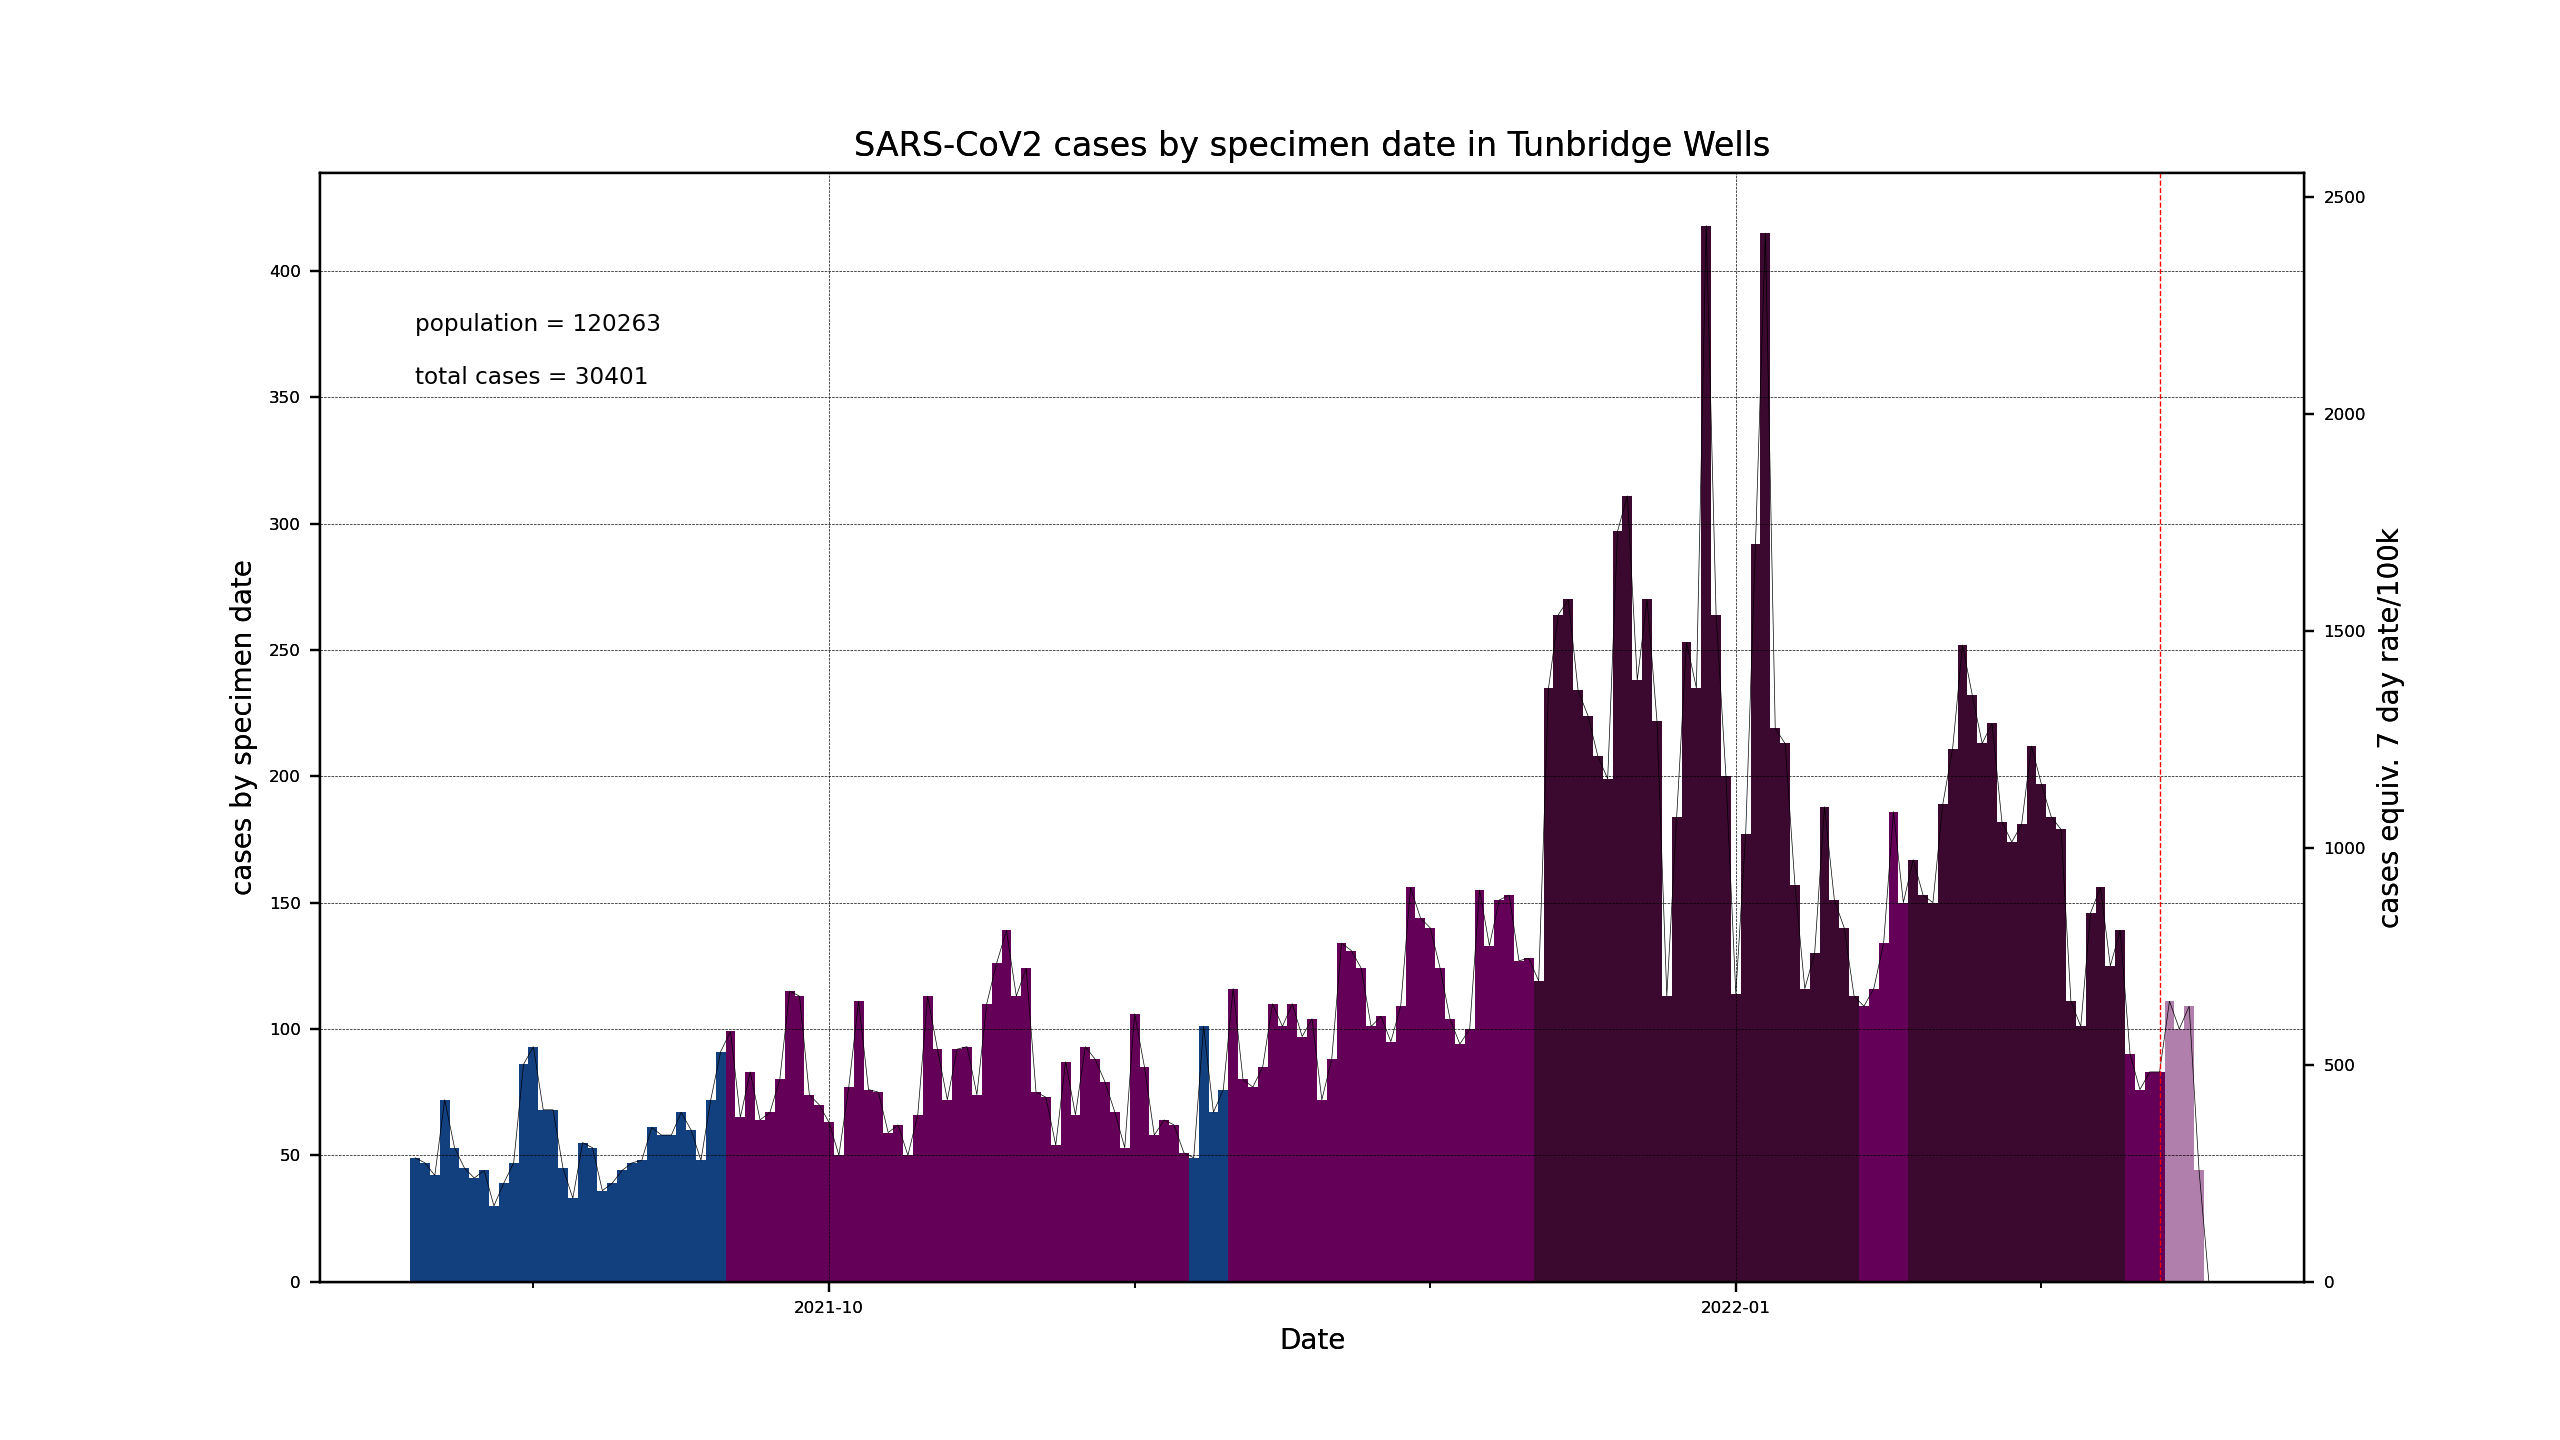 SARS-CoV2 cases by specimen date in Tunbridge Wells
population = 120263
total cases = 30401
cases by specimen date
400
350
300
250
200
150
100
50
0
2500
2000
1500
1000
500
0
cases equiv. 7 day rate/100k
2021-10
2022-01
Date